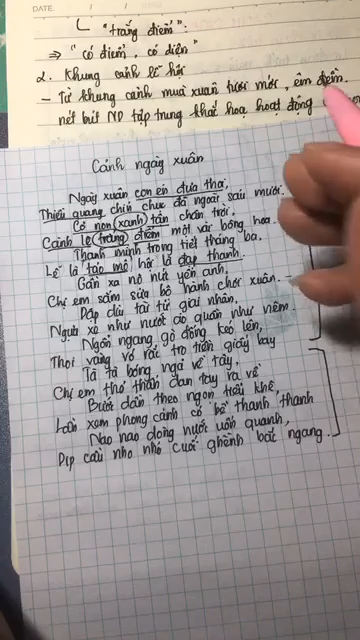 DATE
"trắng điểm":
⇒ "có điểm, có diện"
2. Khung cảnh lễ hội
- Từ khung cảnh mùa xuân tươi mới, êm đềm.
nét bút ND tập trung khắc hoạ hoạt động
Cảnh ngày xuân
Ngày xuân con én đưa thoi,
Thiều quang chín chục đã ngoài sáu mươi.
Cỏ non xanh tận chân trời.
Cành lê trắng điểm một vài bông hoa.
Thanh minh trong tiết tháng ba.
Lễ là tảo mộ hội là đạp thanh.
Gần xa nô nức yến anh,
Chị em sắm sửa bộ hành chơi xuân.
Dập dìu tài tử giai nhân,
Ngựa xe như nước áo quần như nêm.
Ngổn ngang gò đống kéo lên,
Thoi vàng vó rắc tro tiền giấy bay
Tà tà bóng ngả về tây,
Chị em thơ thẩn dan tay ra về
Bước dần theo ngọn tiểu khê,
Lần xem phong cảnh có bề thanh thanh
Nao nao dòng nước uốn quanh,
Dịp cầu nho nhỏ cuối ghềnh bắc ngang.